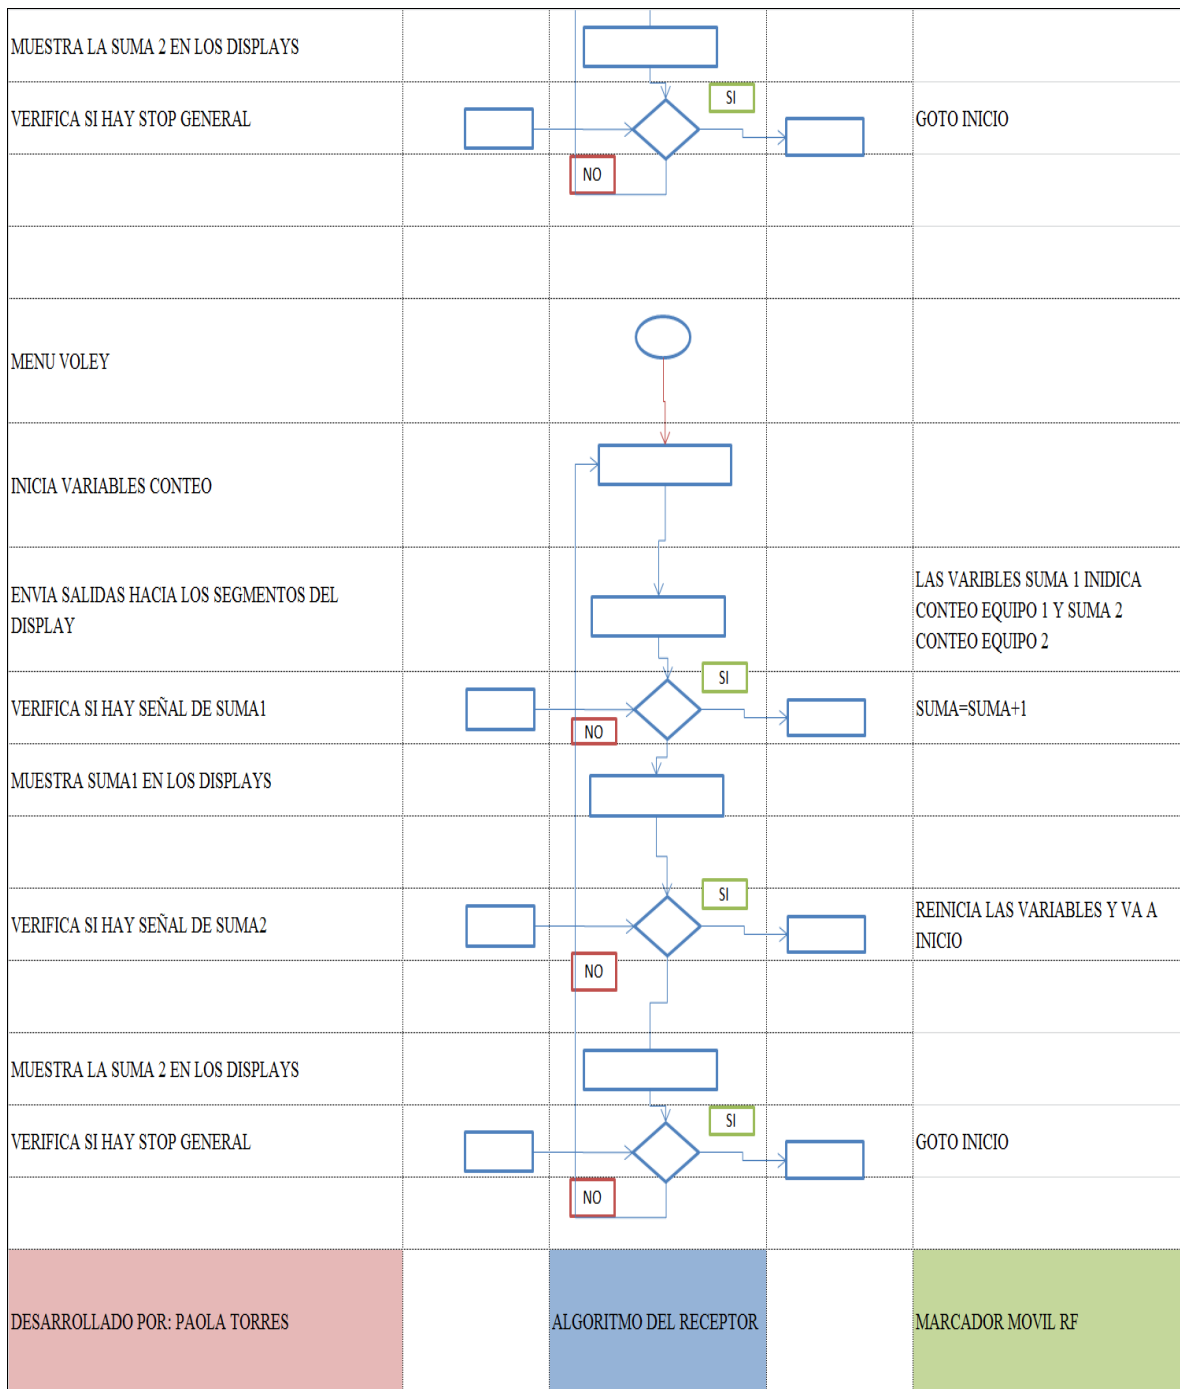 MUESTRA LA SUMA 2 EN LOS DISPLAYS
SI
VERIFICA SI HAY STOP GENERAL
GOTO INICIO
NO
MENU VOLEY
INICIA VARIABLES CONTEO
ENVIA SALIDAS HACIA LOS SEGMENTOS DEL
DISPLAY
LAS VARIBLES SUMA 1 INIDICA
CONTEO EQUIPO 1 Y SUMA 2
CONTEO EQUIPO 2
SI
VERIFICA SI HAY SEÑAL DE SUMA1
NO
SUMA=SUMA+1
MUESTRA SUMA1 EN LOS DISPLAYS
SI
VERIFICA SI HAY SEÑAL DE SUMA2
REINICIA LAS VARIABLES Y VA A
INICIO
NO
MUESTRA LA SUMA 2 EN LOS DISPLAYS
SI
VERIFICA SI HAY STOP GENERAL
GOTO INICIO
NO
DESARROLLADO POR: PAOLA TORRES
ALGORITMO DEL RECEPTOR
MARCADOR MOVIL RF